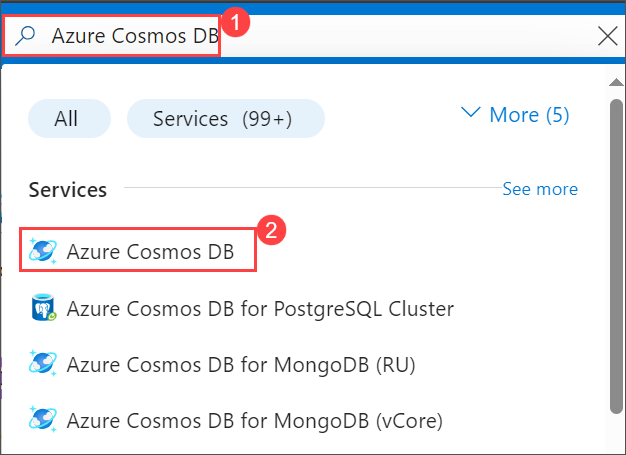 Azure Cosmos DB 1
All Services (99+) More (5)
Services See more
Azure Cosmos DB 2
Azure Cosmos DB for PostgreSQL Cluster
Azure Cosmos DB for MongoDB (RU)
Azure Cosmos DB for MongoDB (vCore)